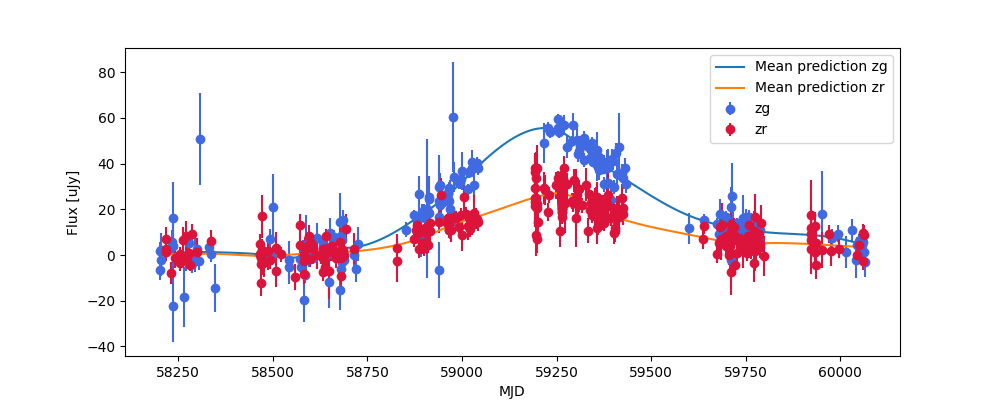 Mean prediction zg
Mean prediction zr
zg
zr
Flux [uJy]
80
60
40
20
0
−20
−40
58250
58500
58750
59000
59250
59500
59750
60000
MJD